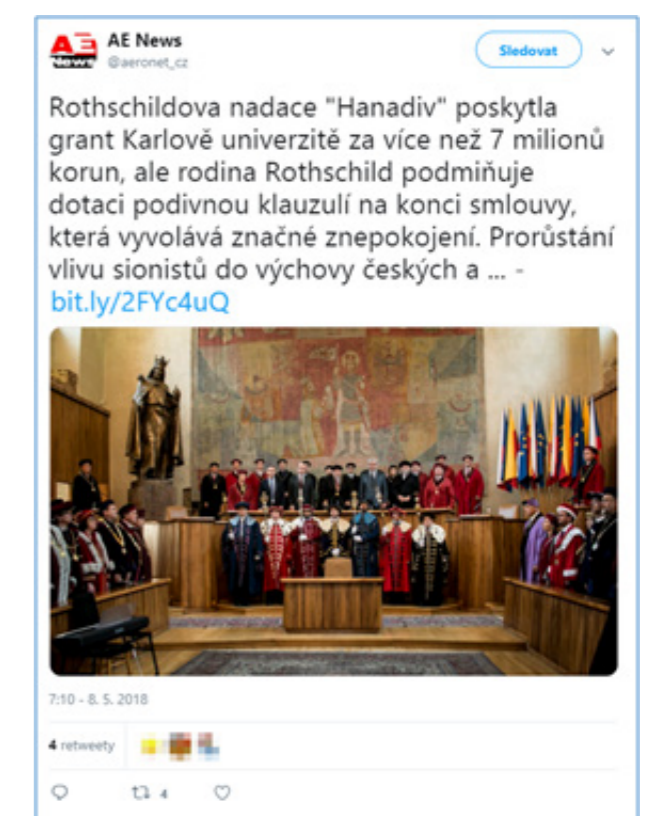 AE News
AE News
@aeronet_cz
Sledovat
Rothschildova nadace "Hanadiv" poskytla
grant Karlově univerzitě za více než 7 milionů
korun, ale rodina Rothschild podmiňuje
dotaci podivnou klauzulí na konci smlouvy,
která vyvolává značné znepokojení. Prorůstání
vlivu sionistů do výchovy českých a ... -
bit.ly/2FYc4uQ
7:10 - 8. 5. 2018
4 retweety
4